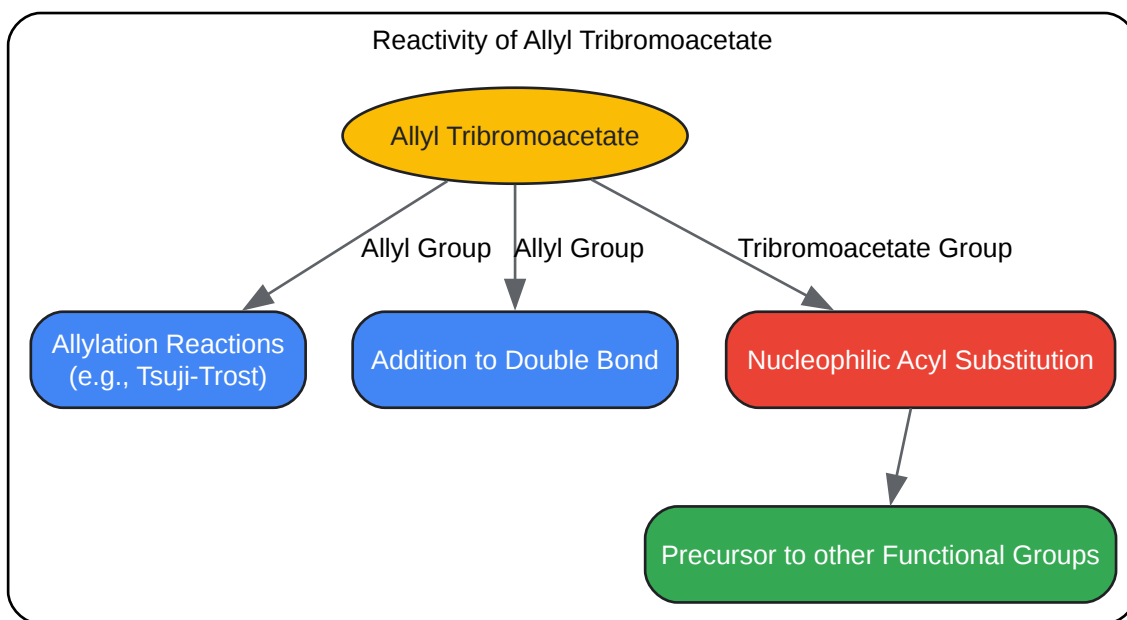 Reactivity of Allyl Tribromoacetate
Allyl Tribromoacetate
Allyl Group
Allyl Group
Tribromoacetate Group
Allylation Reactions
(e.g., Tsuji-Trost)
Addition to Double Bond
Nucleophilic Acyl Substitution
Precursor to other Functional Groups